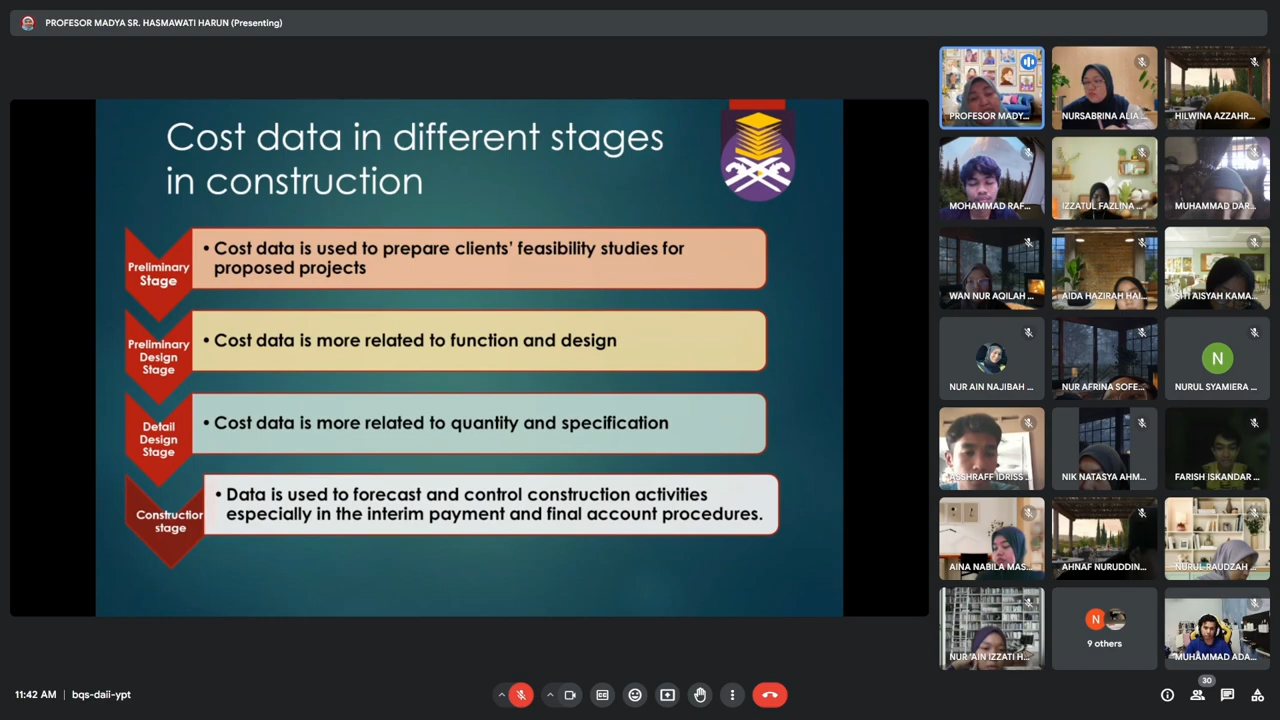 PROFESOR MADYA SR. HASMAWATI HARUN (Presenting)
Cost data in different stages
in construction
Preliminary
Stage
• Cost data is used to prepare clients' feasibility studies for
proposed projects
Preliminary
Design
Stage
• Cost data is more related to function and design
Detail
Design
Stage
• Cost data is more related to quantity and specification
Construction
stage
• Data is used to forecast and control construction activities
especially in the interim payment and final account procedures.
PROFESOR MADY...
NURSABRINA ALIA ...
HILWINA AZZAHR...
MOHAMMAD RAF...
IZZATUL FAZLINA ...
MUHAMMAD DAR...
WAN NUR AQILAH ...
AIDA HAZIRAH HAI...
SITI AISYAH KAMA...
NUR AIN NAJIBAH ...
NUR AFRINA SOFE...
N
NURUL SYAMIERA ...
ASSHRAFF IDRISS ...
NIK NATASYA AHM...
FARISH ISKANDAR ...
AINA NABILA MAS...
AHNAF NURUDDIN...
NURUL RAUDZAH ...
NUR 'AIN IZZATI H...
N
9 others
MUHAMMAD ADA...
11:42 AM | bqs-daii-ypt
30